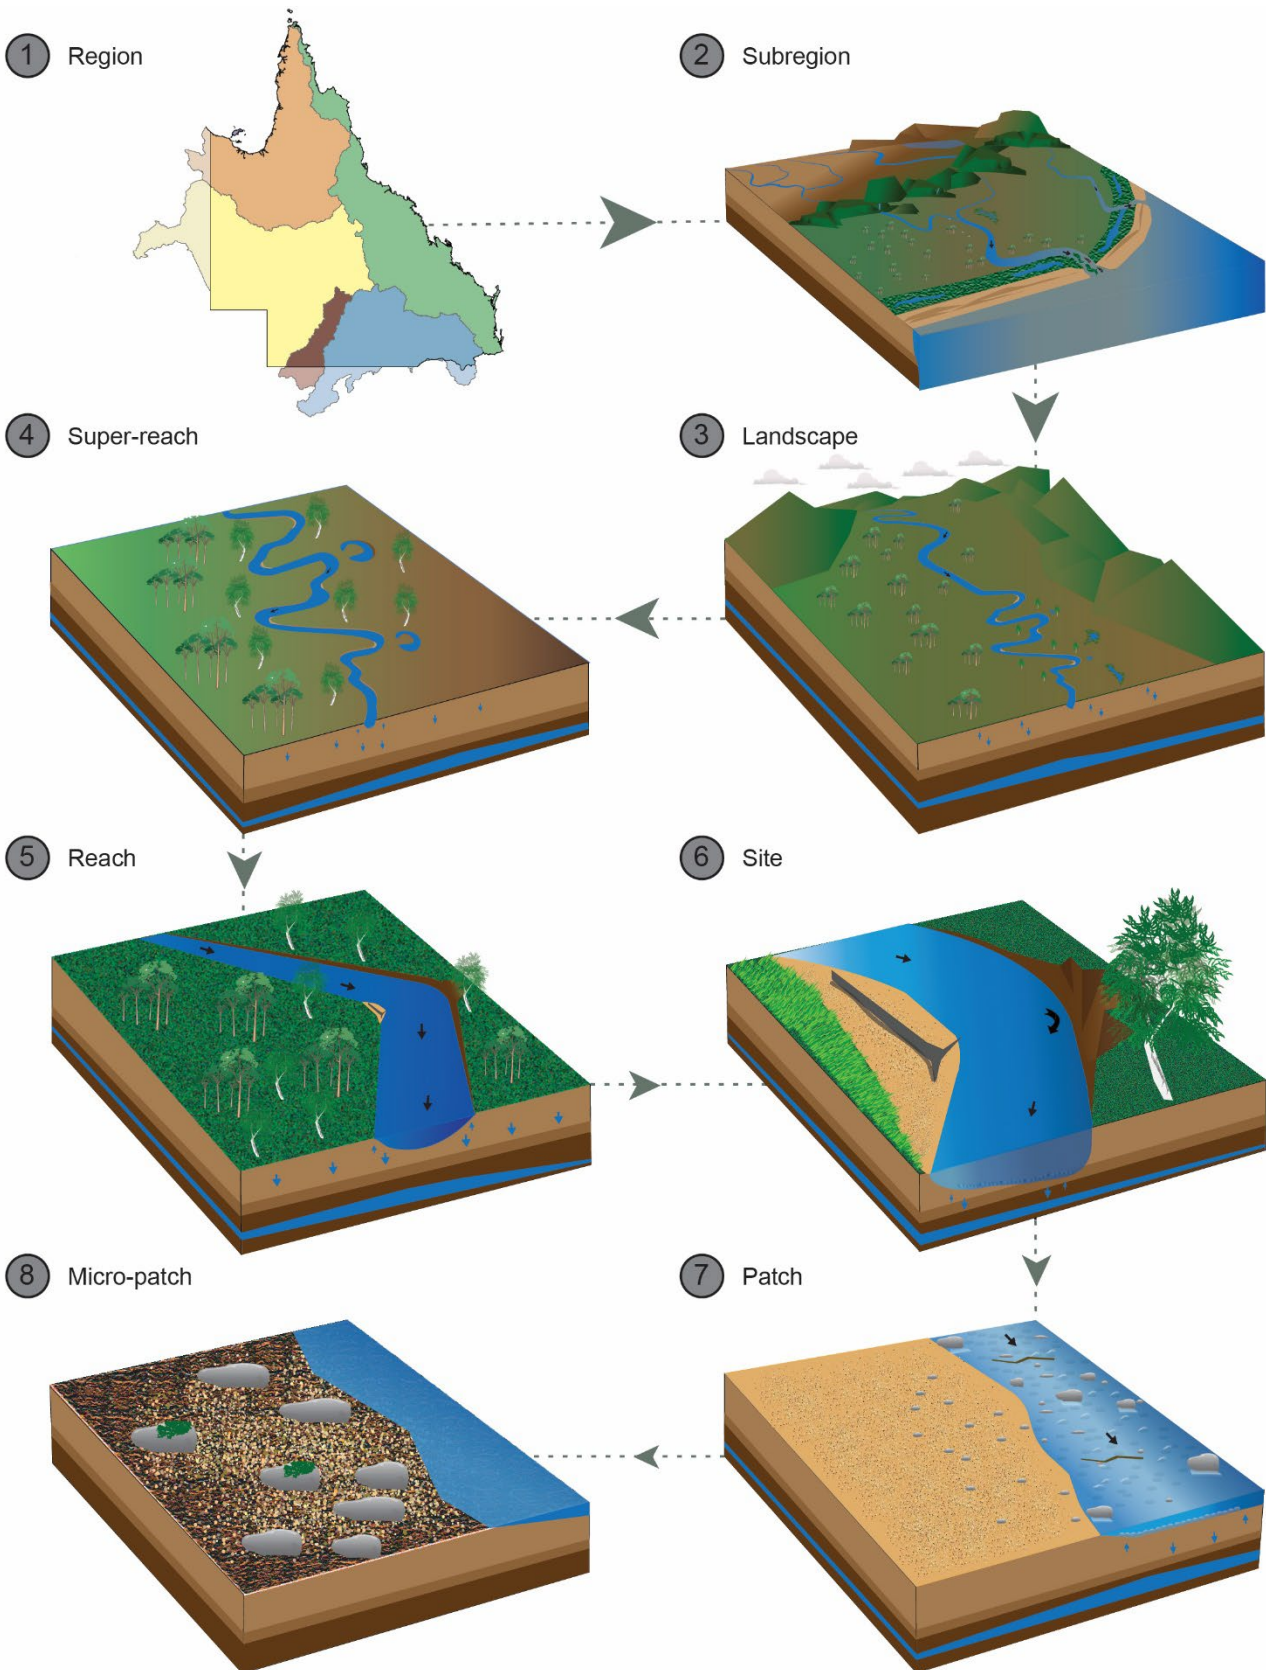 1 Region
2 Subregion
4 Super-reach
3 Landscape
5 Reach
6 Site
8 Micro-patch
7 Patch